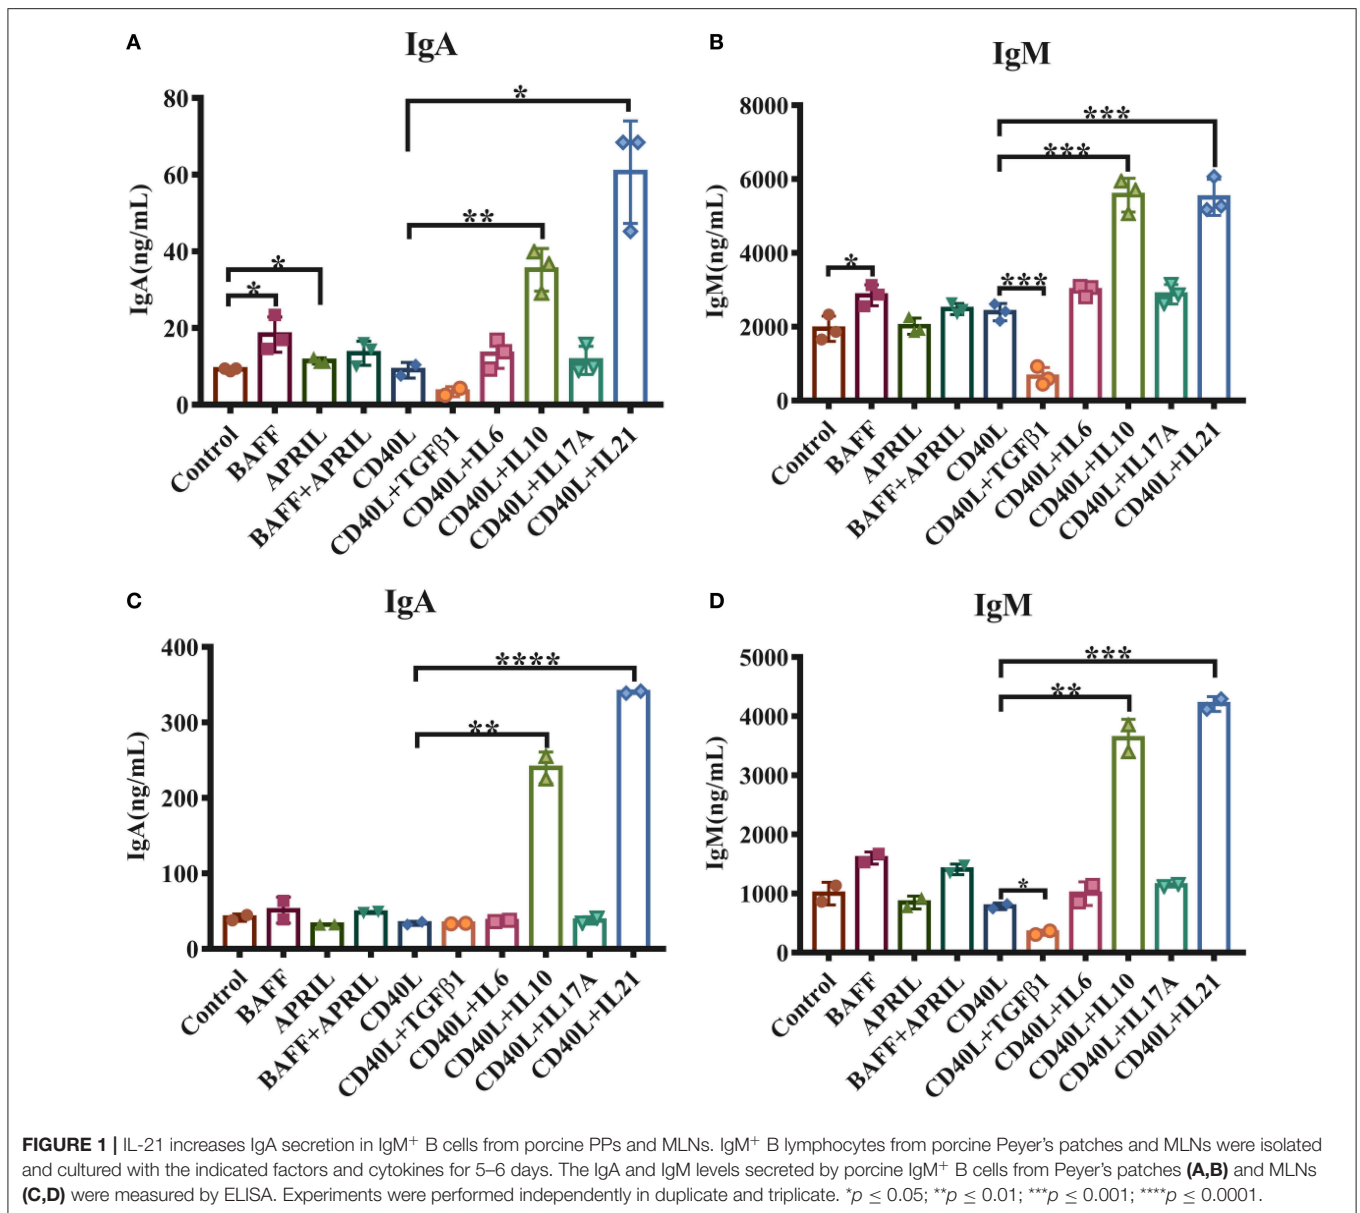 A
IgA
IgA(ng/mL)
80
60
40
20
0
*
**
*
*
Control
BAFF
APRIL
BAFF+APRIL
CD40L
CD40L+TGFβ1
CD40L+IL6
CD40L+IL10
CD40L+IL17A
CD40L+IL21
B
IgM
IgM(ng/mL)
8000
6000
4000
2000
0
***
***
*
***
Control
BAFF
APRIL
BAFF+APRIL
CD40L
CD40L+TGFβ1
CD40L+IL6
CD40L+IL10
CD40L+IL17A
CD40L+IL21
C
IgA
IgA(ng/mL)
400
300
200
100
0
****
**
Control
BAFF
APRIL
BAFF+APRIL
CD40L
CD40L+TGFβ1
CD40L+IL6
CD40L+IL10
CD40L+IL17A
CD40L+IL21
D
IgM
IgM(ng/mL)
5000
4000
3000
2000
1000
0
***
**
*
Control
BAFF
APRIL
BAFF+APRIL
CD40L
CD40L+TGFβ1
CD40L+IL6
CD40L+IL10
CD40L+IL17A
CD40L+IL21
FIGURE 1 | IL-21 increases IgA secretion in IgM⁺ B cells from porcine PPs and MLNs. IgM⁺ B lymphocytes from porcine Peyer's patches and MLNs were isolated
and cultured with the indicated factors and cytokines for 5–6 days. The IgA and IgM levels secreted by porcine IgM⁺ B cells from Peyer's patches (A,B) and MLNs
(C,D) were measured by ELISA. Experiments were performed independently in duplicate and triplicate. *p ≤ 0.05; **p ≤ 0.01; ***p ≤ 0.001; ****p ≤ 0.0001.